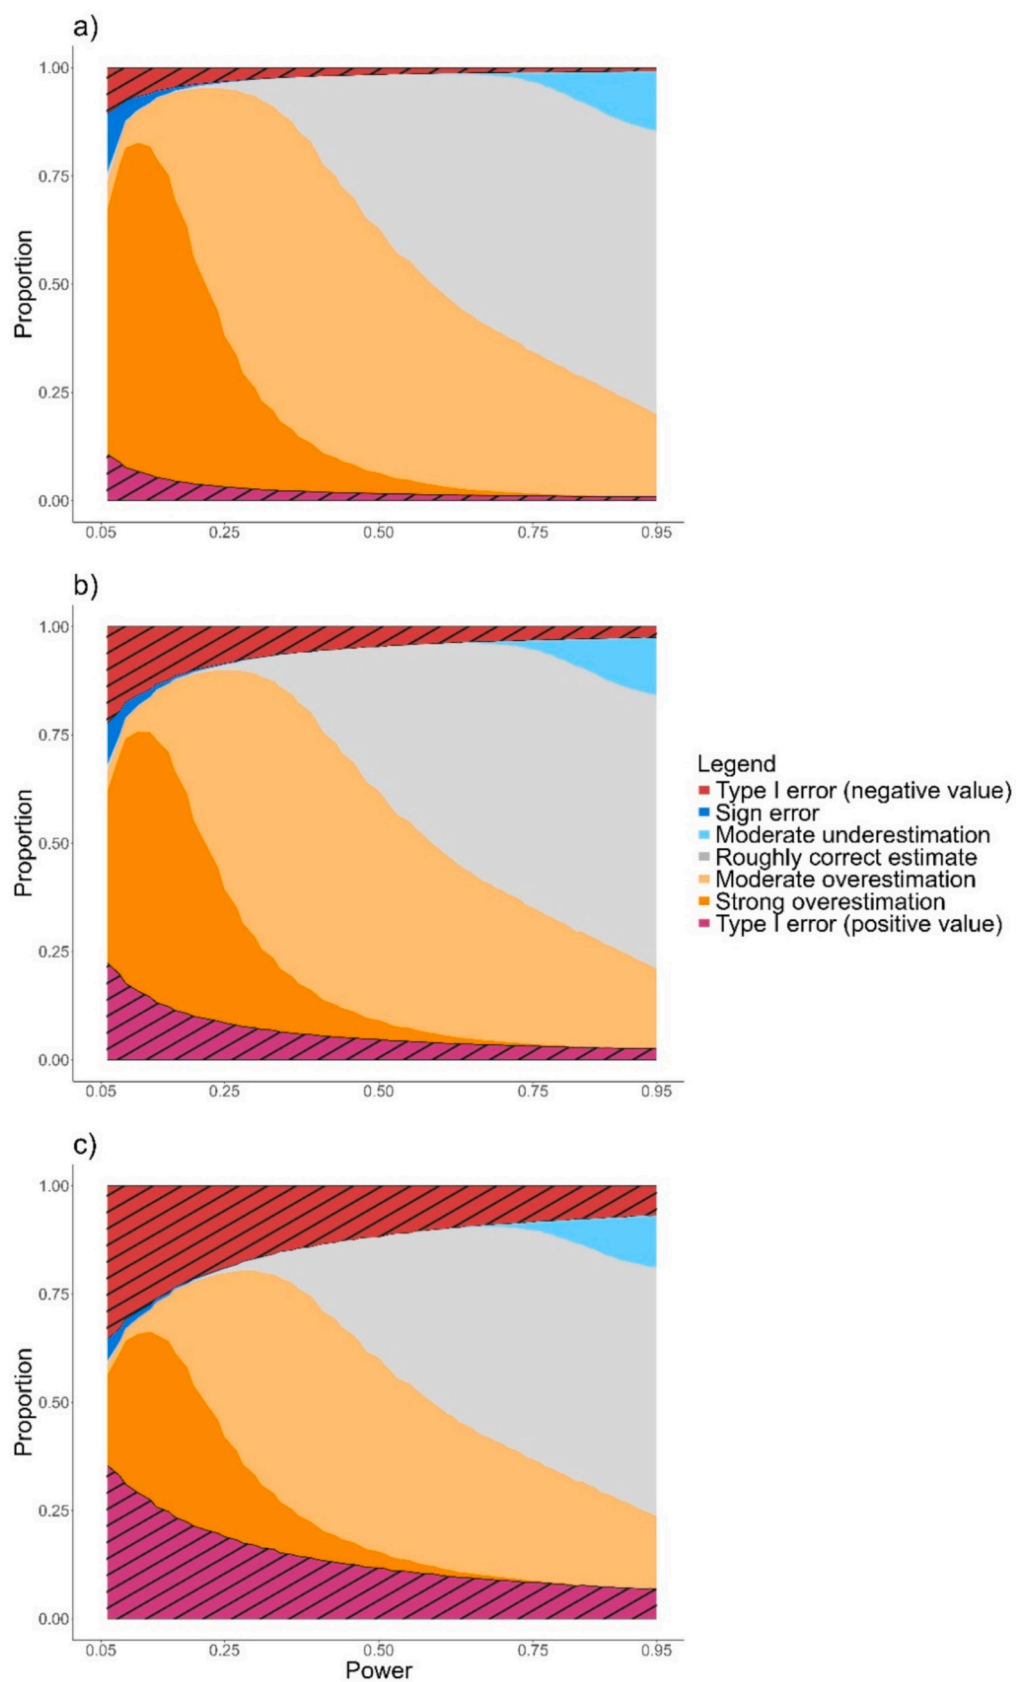 a)
1.00
0.75
0.50
0.25
0.00
Proportion
0.05 0.25 0.50 0.75 0.95
b)
1.00
0.75
0.50
0.25
0.00
Proportion
0.05 0.25 0.50 0.75 0.95
Legend
Type I error (negative value)
Sign error
Moderate underestimation
Roughly correct estimate
Moderate overestimation
Strong overestimation
Type I error (positive value)
c)
1.00
0.75
0.50
0.25
0.00
Proportion
0.05 0.25 0.50 0.75 0.95
Power